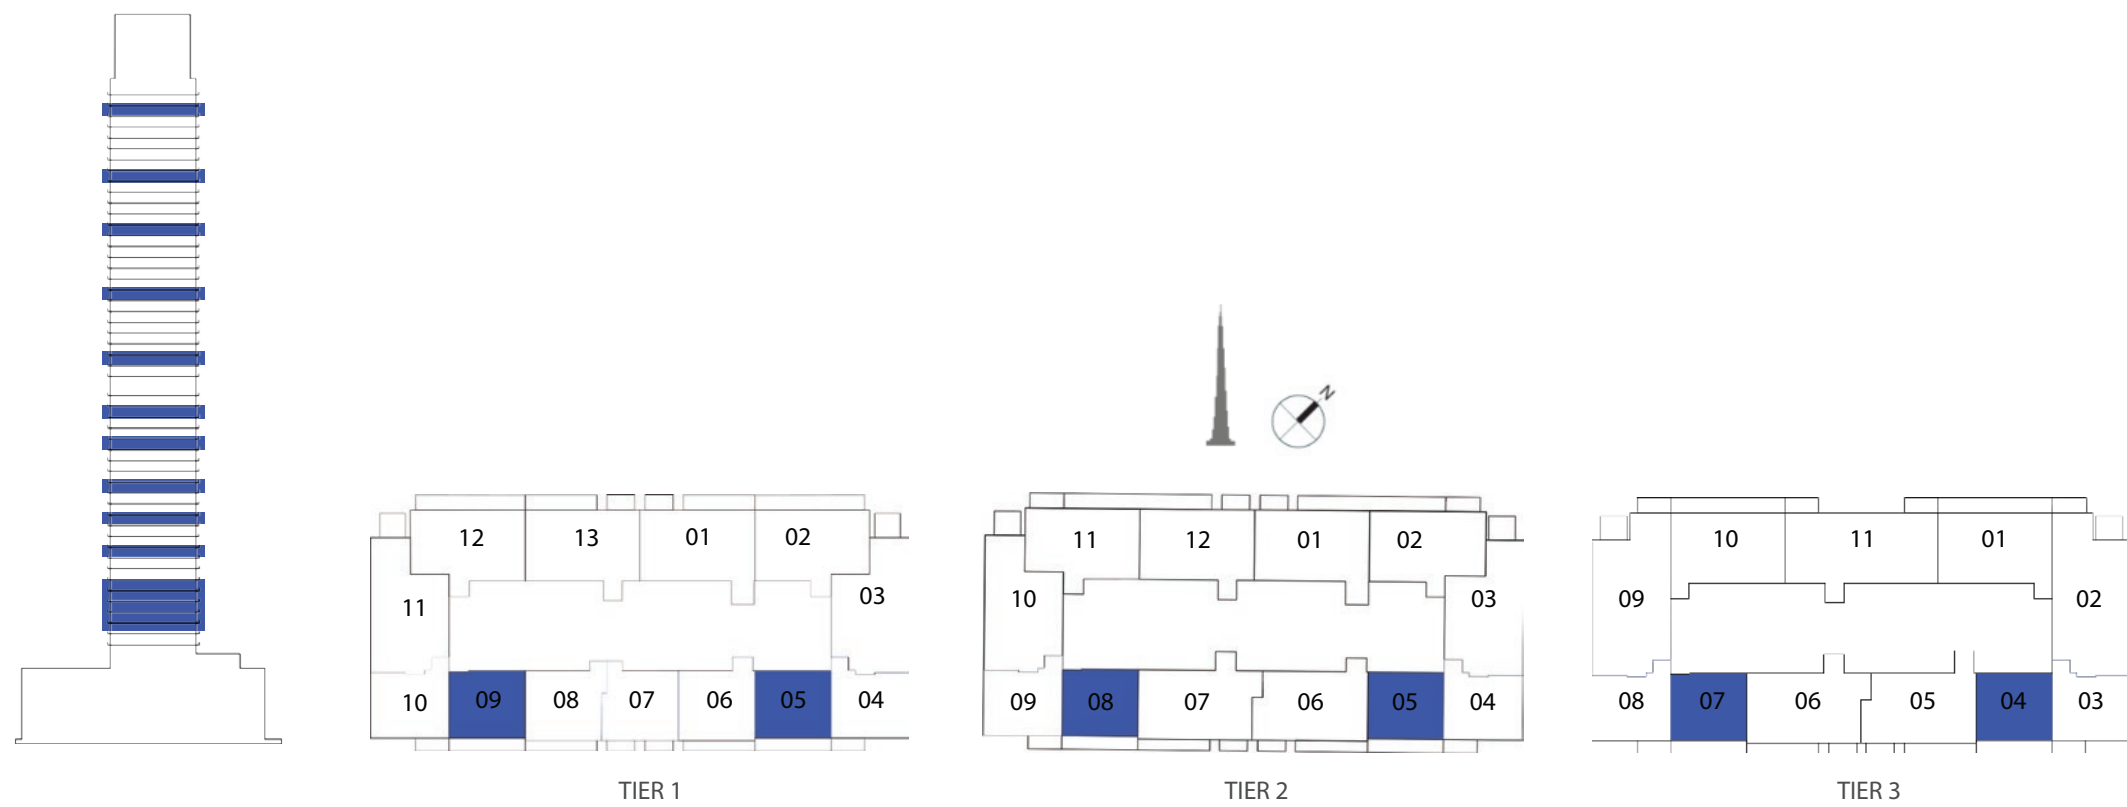 N
12 13 01 02
11 03
10 09 08 07 06 05 04
TIER 1
11 12 01 02
10 03
09 08 07 06 05 04
TIER 2
10 11 01
09 02
08 07 06 05 04 03
TIER 3